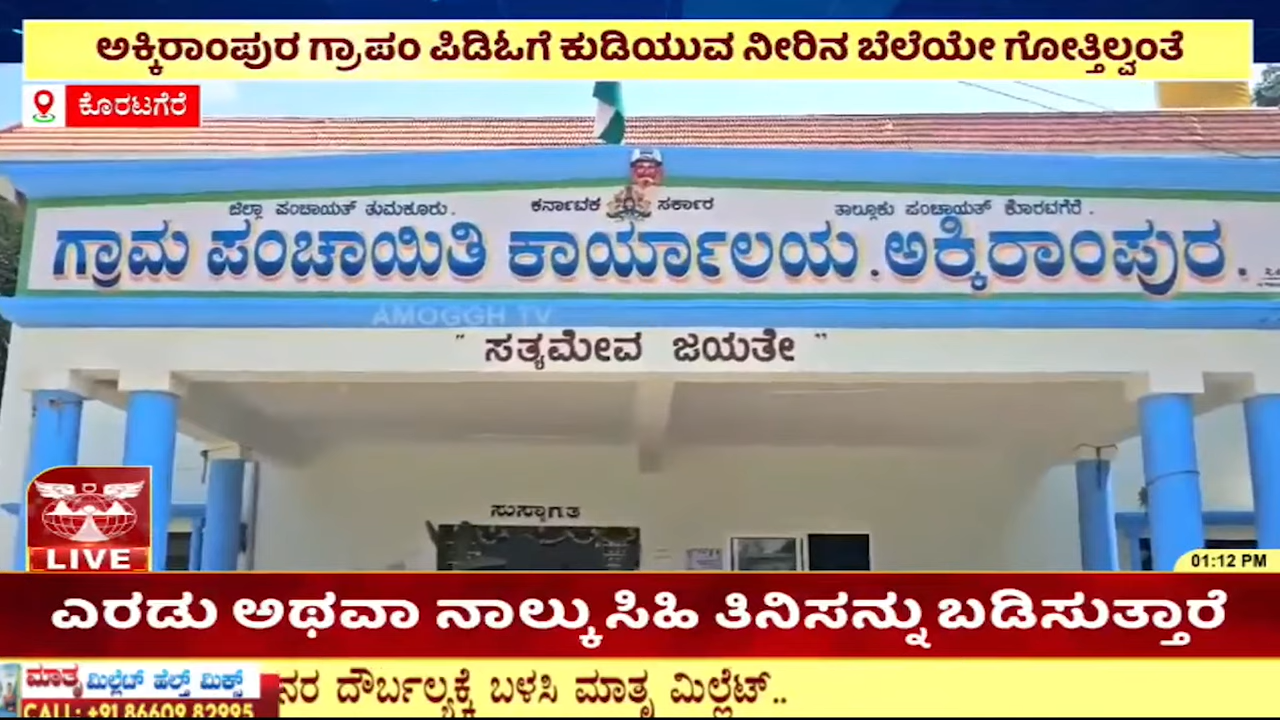 ಅಕ್ಕಿರಾಂಪುರ ಗ್ರಾಪಂ ಪಿಡಿಓಗೆ ಕುಡಿಯುವ ನೀರಿನ ಬೆಲೆಯೇ ಗೋತ್ತಿಲ್ವಂತೆ
ಕೊರಟಗೆರೆ
ಜಿಲ್ಲಾ ಪಂಚಾಯತ್ ತುಮಕೂರು. ಕರ್ನಾಟಕ ಸರ್ಕಾರ ತಾಲ್ಲೂಕು ಪಂಚಾಯತ್ ಕೊರಟಗೆರೆ.
ಗ್ರಾಮ ಪಂಚಾಯಿತಿ ಕಾರ್ಯಾಲಯ.ಅಕ್ಕಿರಾಂಪುರ.
AMOGGH TV
" ಸತ್ಯಮೇವ ಜಯತೇ "
ಸುಸ್ವಾಗತ
LIVE
01:12 PM
ಎರಡು ಅಥವಾ ನಾಲ್ಕು ಸಿಹಿ ತಿನಿಸನ್ನು ಬಡಿಸುತ್ತಾರೆ
ಮಾತೃ ಮಿಲ್ಲೆಟ್ ಹೆಲ್ತ್ ಮಿಕ್ಸ್
CALL: +91 86609 82995
ನರ ದೌರ್ಬಲ್ಯಕ್ಕೆ ಬಳಸಿ ಮಾತೃ ಮಿಲ್ಲೆಟ್..